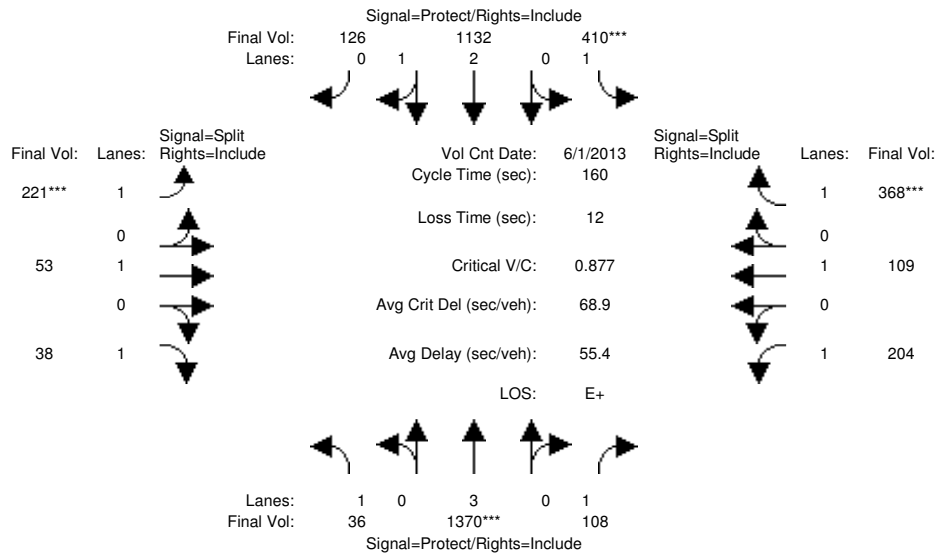 Signal=Protect/Rights=Include
Final Vol: 126 1132 410***
Lanes: 0 1 2 0 1
Signal=Split
Final Vol: Lanes: Rights=Include
Vol Cnt Date: 6/1/2013
Signal=Split
Rights=Include Lanes: Final Vol:
Cycle Time (sec): 160
221*** 1
1 368***
Loss Time (sec): 12
0
0
53 1
Critical V/C: 0.877
1 109
0
Avg Crit Del (sec/veh): 68.9
0
38 1
Avg Delay (sec/veh): 55.4
1 204
LOS: E+
Lanes: 1 0 3 0 1
Final Vol: 36 1370*** 108
Signal=Protect/Rights=Include